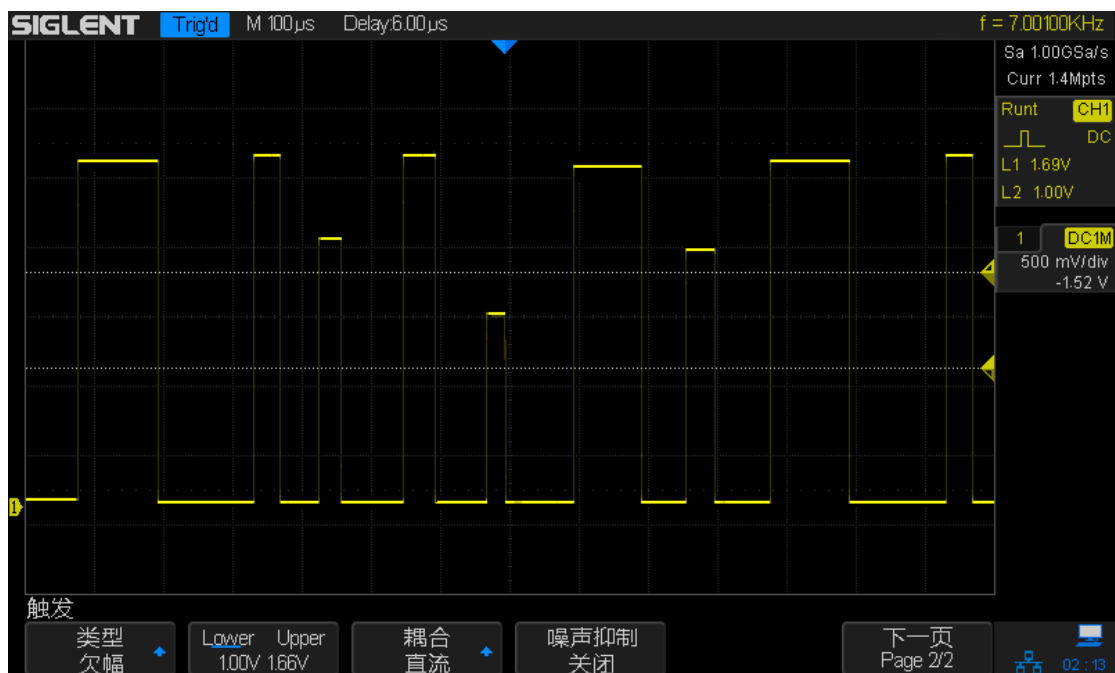 SIGLENT Trig'd M 100µs Delay:6.00µs f = 7.00100KHz
Sa 1.00GSa/s
Curr 1.4Mpts
Runt CH1
DC
L1 1.69V
L2 1.00V
1 DC1M
500 mV/div
-1.52 V
1
触发
类型
欠幅
Lower Upper
1.00V 1.66V
耦合
直流
噪声抑制
关闭
下一页
Page 2/2
02:13